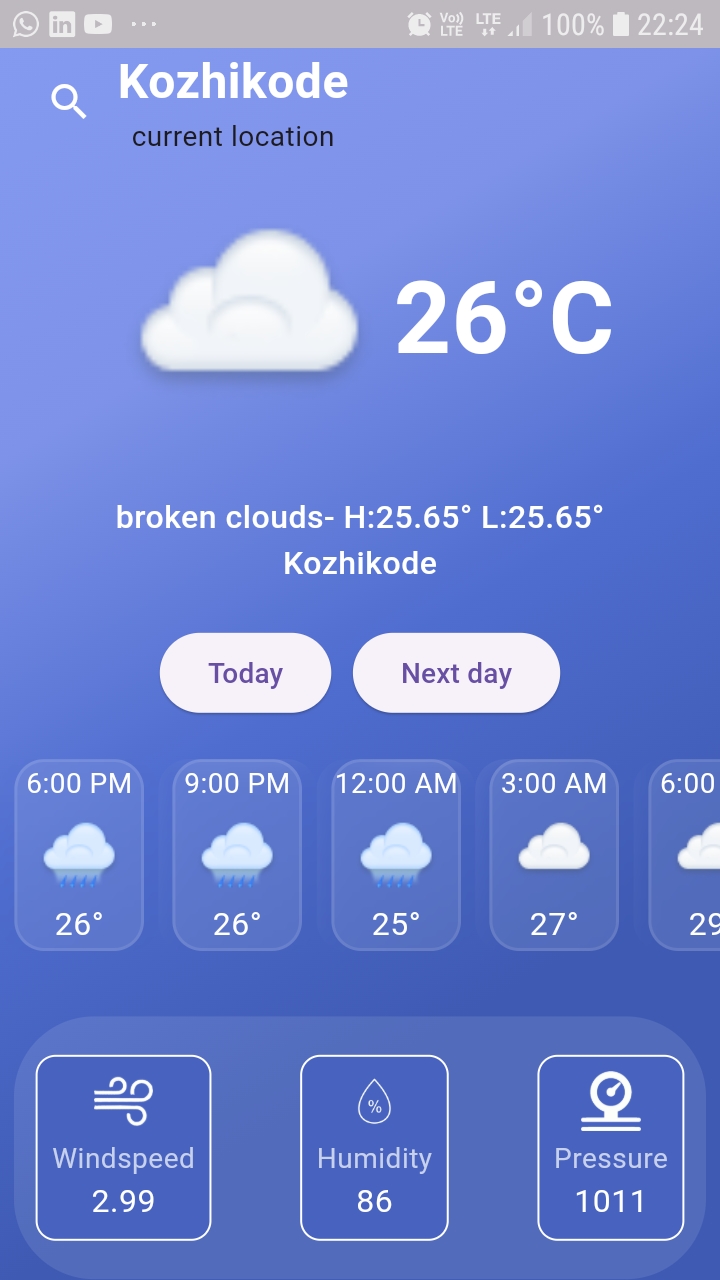 Vo)) LTE LTE 100% 22:24
Kozhikode
current location
26°C
broken clouds- H:25.65° L:25.65°
Kozhikode
Today Next day
6:00 PM 9:00 PM 12:00 AM 3:00 AM 6:00
26° 26° 25° 27° 29
%
Windspeed Humidity Pressure
2.99 86 1011